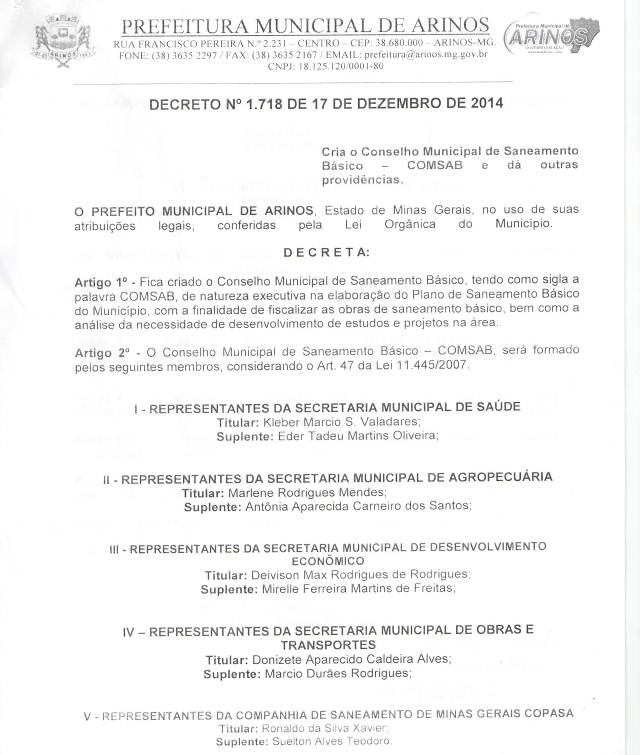 PREFEITURA MUNICIPAL DE ARINOS
RUA FRANCISCO PEREIRA N.º 2.231 – CENTRO – CEP: 38.680.000 – ARINOS-MG.
FONE: (38) 3635 2297 / FAX: (38) 3635 2167 / EMAIL: prefeitura@arinos.mg.gov.br
CNPJ: 18.125.120/0001-80
Prefeitura Municipal de
ARINOS
DECRETO Nº 1.718 DE 17 DE DEZEMBRO DE 2014
Cria o Conselho Municipal de Saneamento
Básico – COMSAB e dá outras
providências.
O PREFEITO MUNICIPAL DE ARINOS, Estado de Minas Gerais, no uso de suas
atribuições legais, conferidas pela Lei Orgânica do Município.
D E C R E T A:
Artigo 1º - Fica criado o Conselho Municipal de Saneamento Básico, tendo como sigla a
palavra COMSAB, de natureza executiva na elaboração do Plano de Saneamento Básico
do Município, com a finalidade de fiscalizar as obras de saneamento básico, bem como a
análise da necessidade de desenvolvimento de estudos e projetos na área.
Artigo 2º - O Conselho Municipal de Saneamento Básico – COMSAB, será formado
pelos seguintes membros, considerando o Art. 47 da Lei 11.445/2007.
I - REPRESENTANTES DA SECRETARIA MUNICIPAL DE SAÚDE
Titular: Kleber Marcio S. Valadares;
Suplente: Eder Tadeu Martins Oliveira;
II - REPRESENTANTES DA SECRETARIA MUNICIPAL DE AGROPECUÁRIA
Titular: Marlene Rodrigues Mendes;
Suplente: Antônia Aparecida Carneiro dos Santos;
III - REPRESENTANTES DA SECRETARIA MUNICIPAL DE DESENVOLVIMENTO
ECONÔMICO
Titular: Deivison Max Rodrigues de Rodrigues;
Suplente: Mirelle Ferreira Martins de Freitas;
IV – REPRESENTANTES DA SECRETARIA MUNICIPAL DE OBRAS E
TRANSPORTES
Titular: Donizete Aparecido Caldeira Alves;
Suplente: Marcio Durães Rodrigues;
V - REPRESENTANTES DA COMPANHIA DE SANEAMENTO DE MINAS GERAIS COPASA
Titular: Ronaldo da Silva Xavier;
Suplente: Suelton Alves Teodoro;